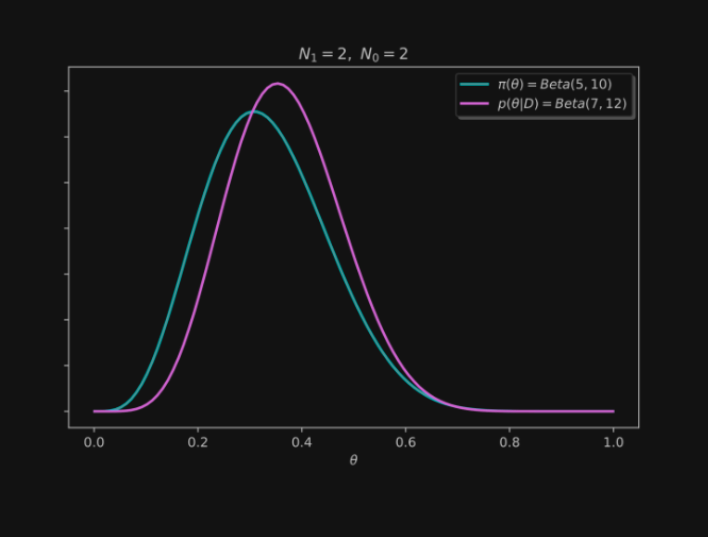 N₁ = 2, N₀ = 2
π(θ) = Beta(5, 10)
p(θ|D) = Beta(7, 12)
0.0 0.2 0.4 0.6 0.8 1.0
θ